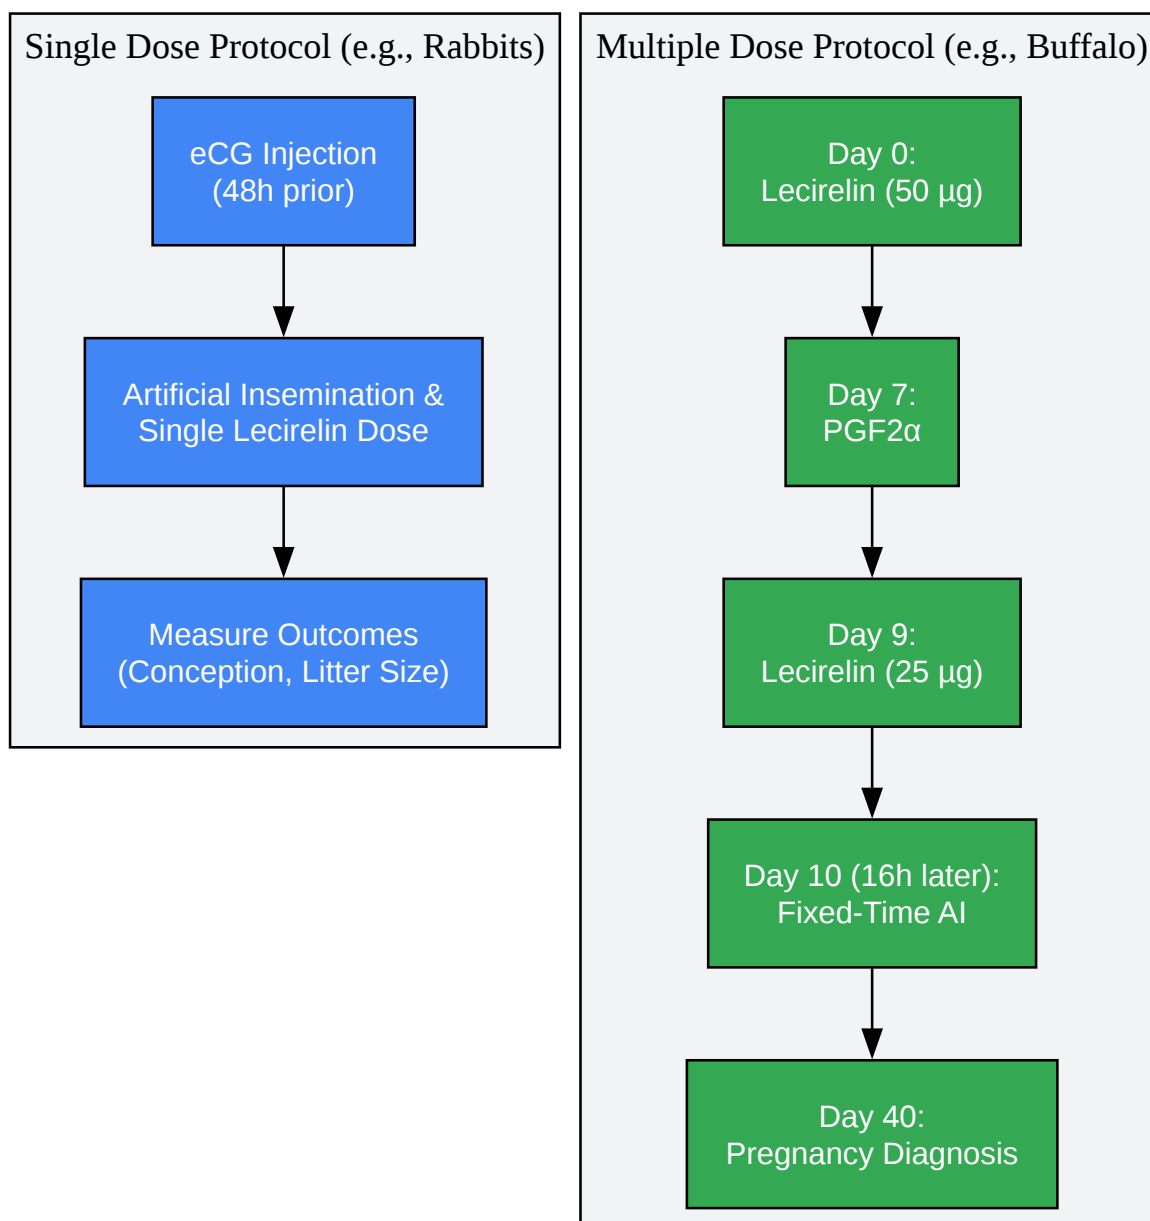 Single Dose Protocol (e.g., Rabbits)
eCG Injection
(48h prior)
Artificial Insemination &
Single Lecirelin Dose
Measure Outcomes
(Conception, Litter Size)
Multiple Dose Protocol (e.g., Buffalo)
Day 0:
Lecirelin (50 µg)
Day 7:
PGF2α
Day 9:
Lecirelin (25 µg)
Day 10 (16h later):
Fixed-Time AI
Day 40:
Pregnancy Diagnosis